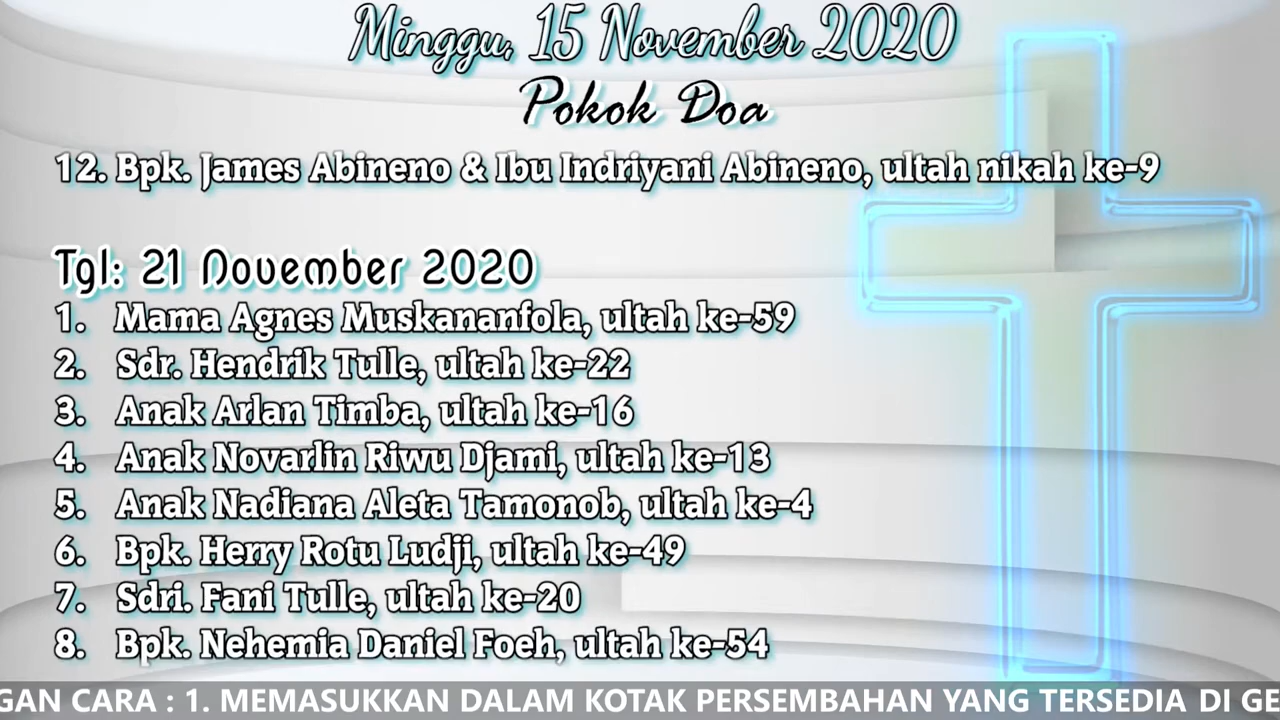 Minggu, 15 November 2020
Pokok Doa
12. Bpk. James Abineno & Ibu Indriyani Abineno, ultah nikah ke-9
Tgl: 21 November 2020
1. Mama Agnes Muskananfola, ultah ke-59
2. Sdr. Hendrik Tulle, ultah ke-22
3. Anak Arlan Timba, ultah ke-16
4. Anak Novarlin Riwu Djami, ultah ke-13
5. Anak Nadiana Aleta Tamonob, ultah ke-4
6. Bpk. Herry Rotu Ludji, ultah ke-49
7. Sdri. Fani Tulle, ultah ke-20
8. Bpk. Nehemia Daniel Foeh, ultah ke-54
GAN CARA : 1. MEMASUKKAN DALAM KOTAK PERSEMBAHAN YANG TERSEDIA DI GE